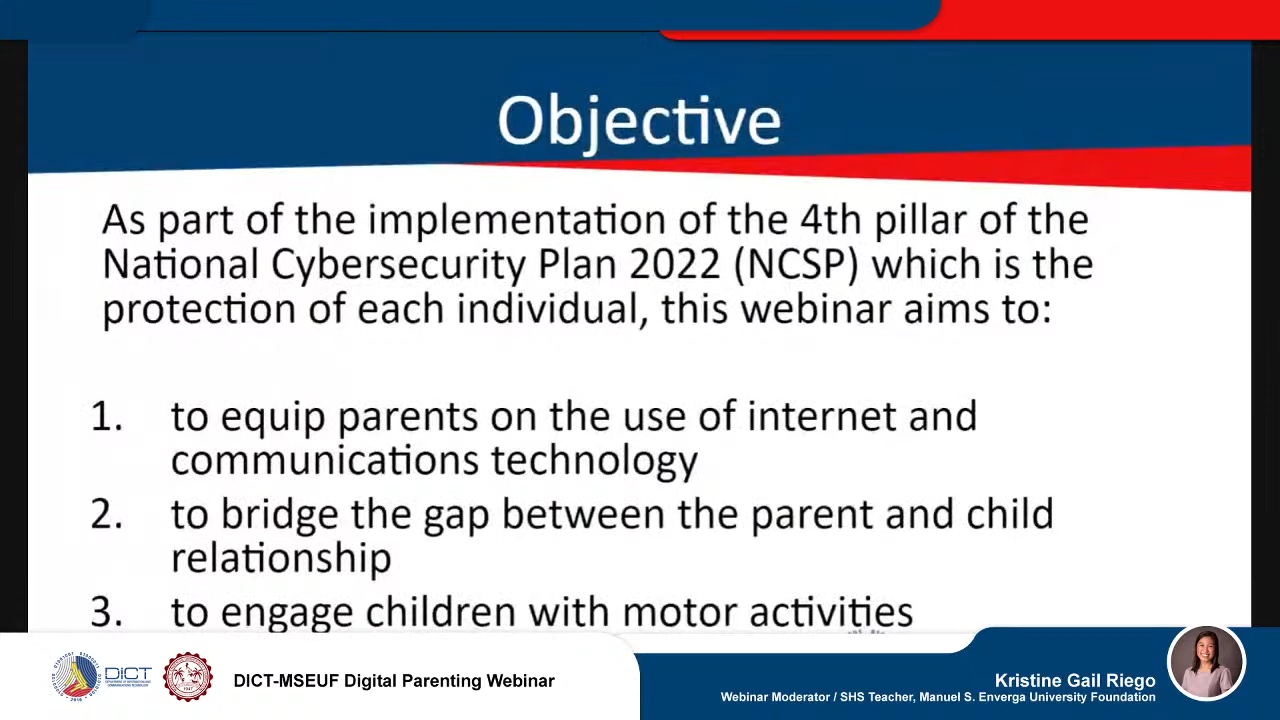 Objective
As part of the implementation of the 4th pillar of the
National Cybersecurity Plan 2022 (NCSP) which is the
protection of each individual, this webinar aims to:
1. to equip parents on the use of internet and
communications technology
2. to bridge the gap between the parent and child
relationship
3. to engage children with motor activities
DICT
DICT-MSEUF Digital Parenting Webinar
Kristine Gail Riego
Webinar Moderator / SHS Teacher, Manuel S. Enverga University Foundation